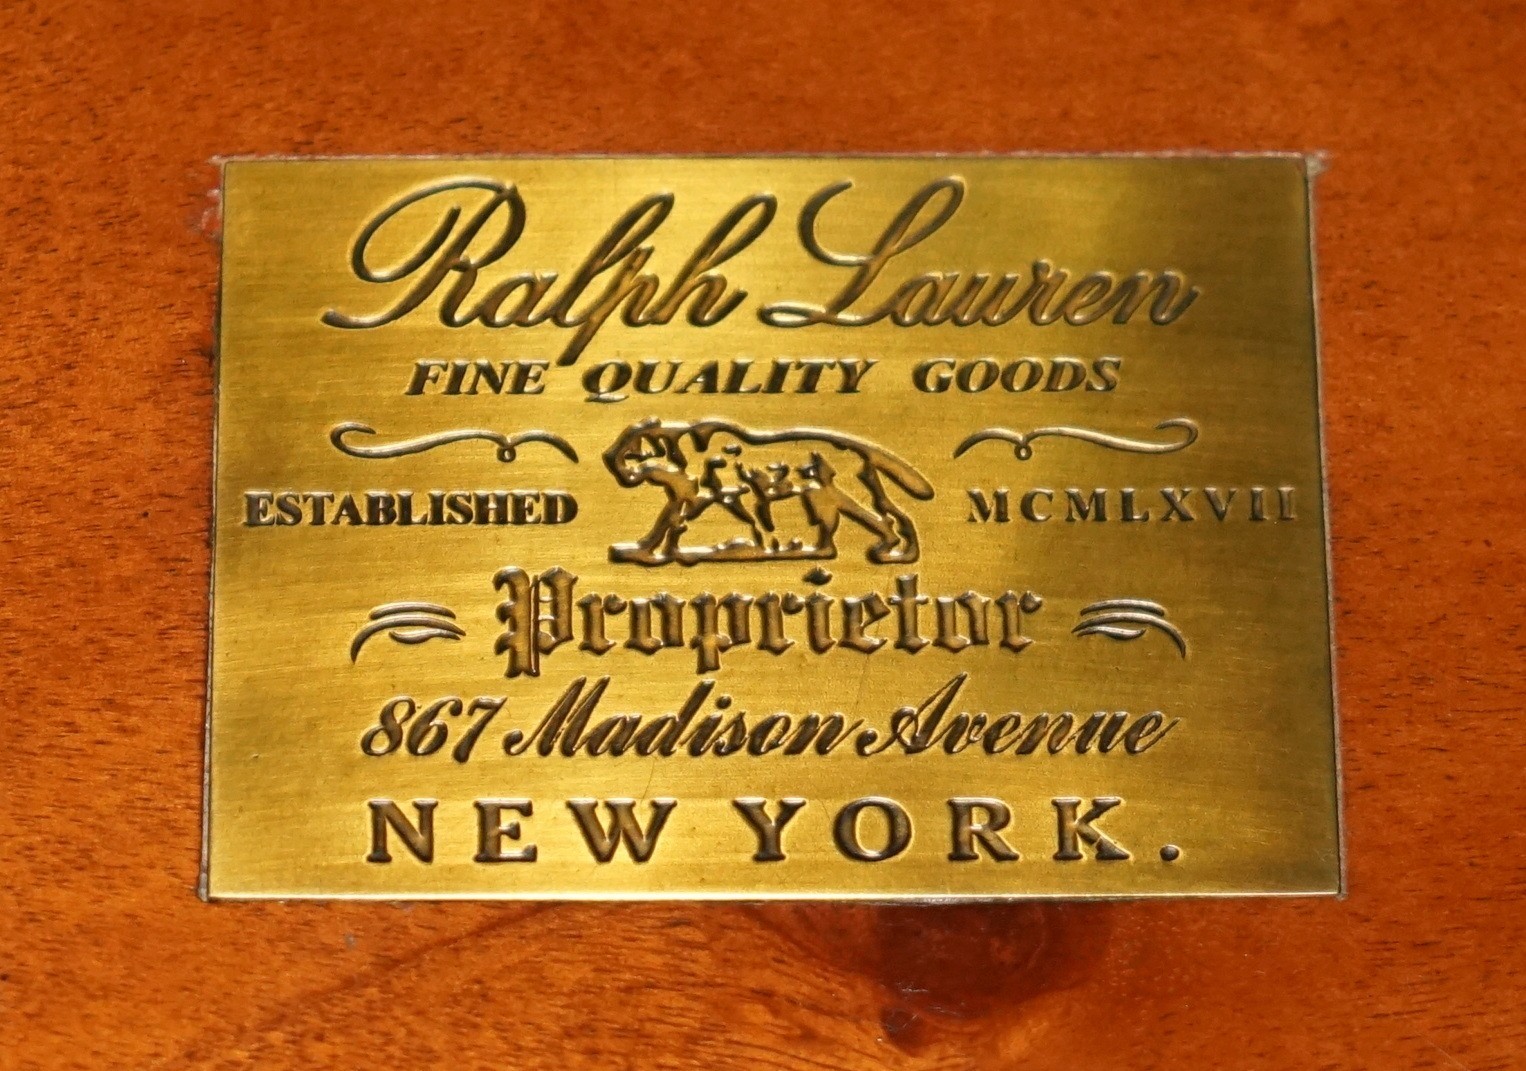 Ralph Lauren
FINE QUALITY GOODS
ESTABLISHED MCMLXVII
Proprietor
867 Madison Avenue
NEW YORK.